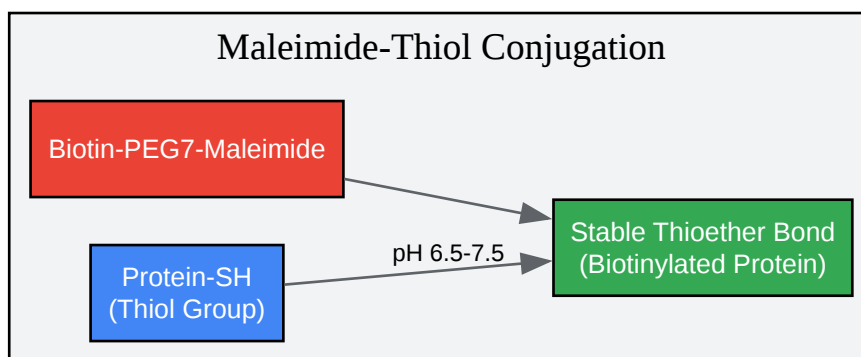 Maleimide-Thiol Conjugation
Biotin-PEG7-Maleimide
Protein-SH
(Thiol Group)
pH 6.5-7.5
Stable Thioether Bond
(Biotinylated Protein)